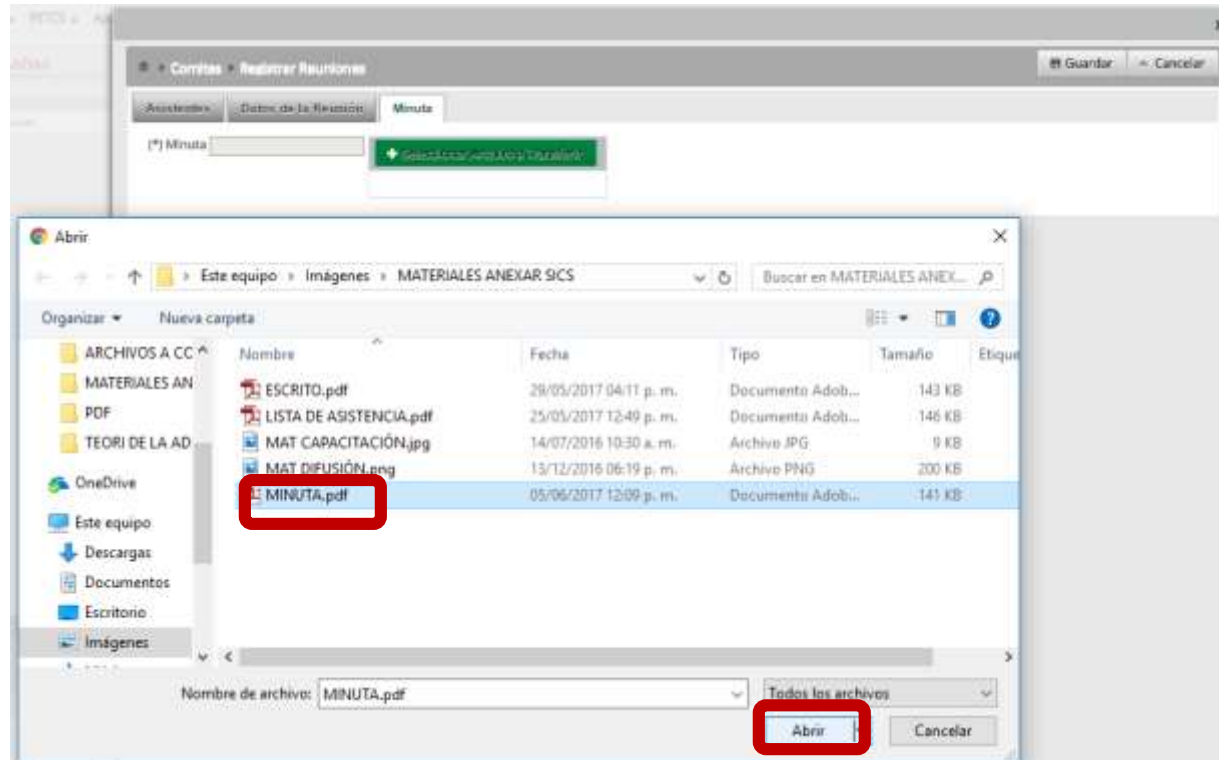 Comites Registrar Reuniones
Guardar Cancelar
Asistentes Datos de la Reunión Minuta
(*) Minuta
Abrir
Este equipo > Imágenes > MATERIALES ANEXAR SICS
Buscar en MATERIALES ANEX...
Organizar Nueva carpeta
Nombre Fecha Tipo Tamaño Etique
ARCHIVOS A CC
MATERIALES AN
PDF
TEORI DE LA AD
OneDrive
Este equipo
Descargas
Documentos
Escritorio
Imágenes
ESCRITO.pdf 29/05/2017 04:11 p. m. Documento Adob... 143 KB
LISTA DE ASISTENCIA.pdf 25/05/2017 12:49 p. m. Documento Adob... 146 KB
MAT CAPACITACIÓN.jpg 14/07/2016 10:30 a. m. Archivo JPG 9 KB
MAT DIFUSIÓN.png 13/12/2016 06:19 p. m. Archivo PNG 200 KB
MINUTA.pdf 05/06/2017 12:09 p. m. Documento Adob... 141 KB
Nombre de archivo: MINUTA.pdf Todos los archivos
Abrir Cancelar